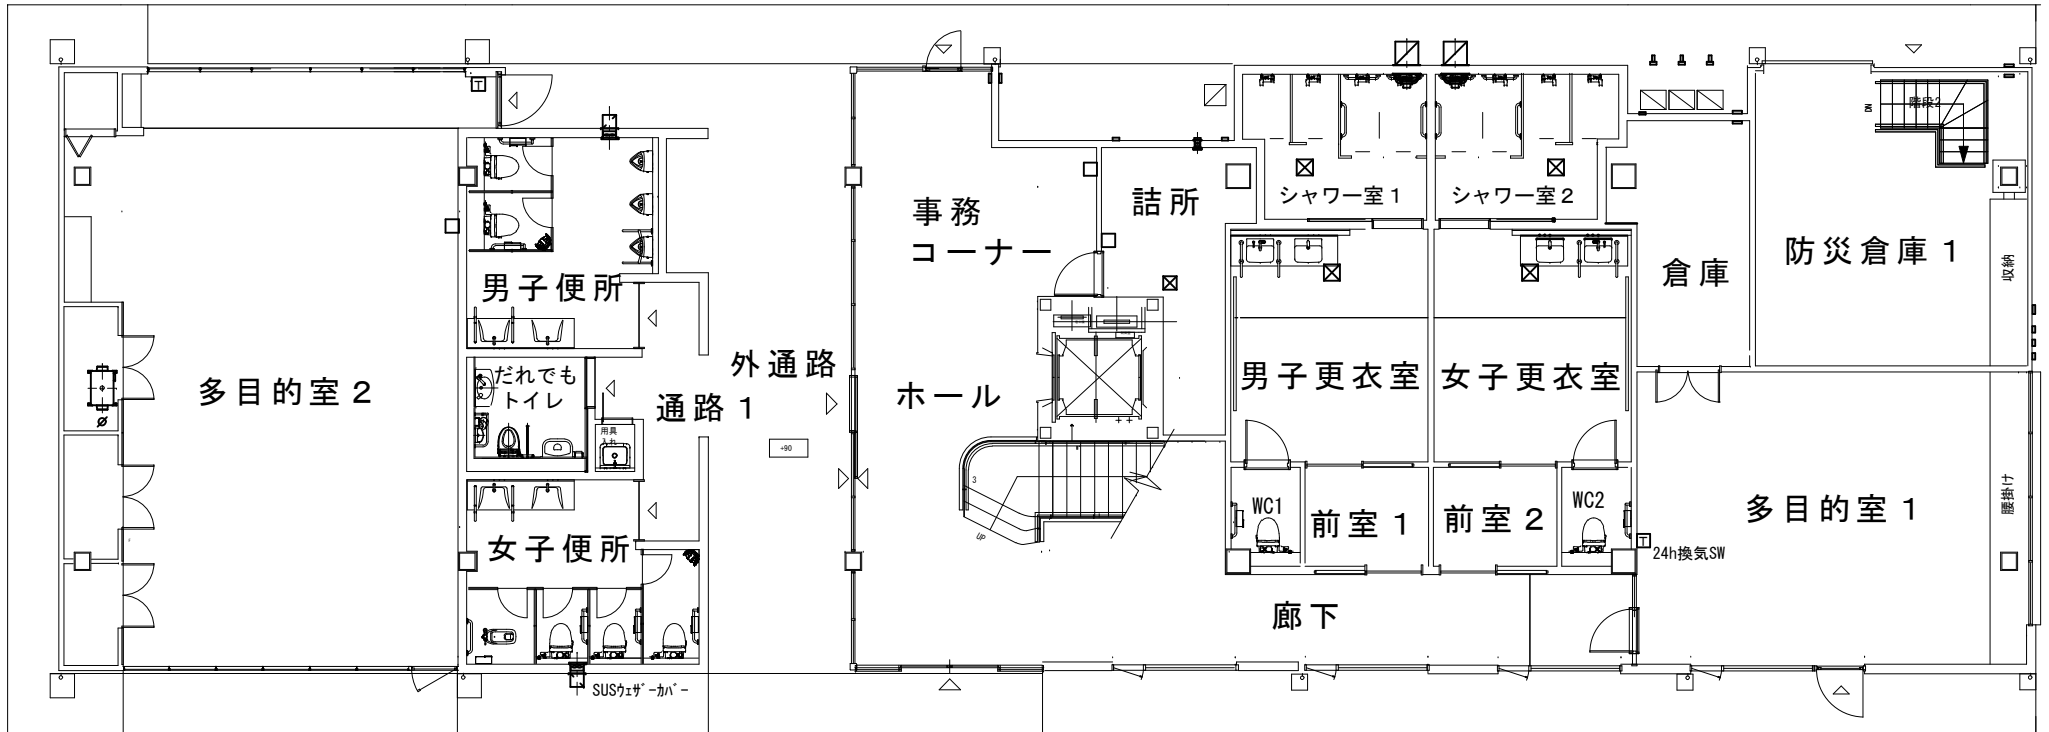 階段2
DN
事務
コーナー
詰所
シャワー室1
シャワー室2
男子便所
倉庫
防災倉庫1
収納
多目的室2
だれでも
トイレ
用具
入れ
通路1
外通路
+90
ホール
男子更衣室
女子更衣室
3
UP
WC1
前室1
前室2
WC2
多目的室1
腰掛け
女子便所
T
T
24h換気SW
廊下
SUSウェザーカバー